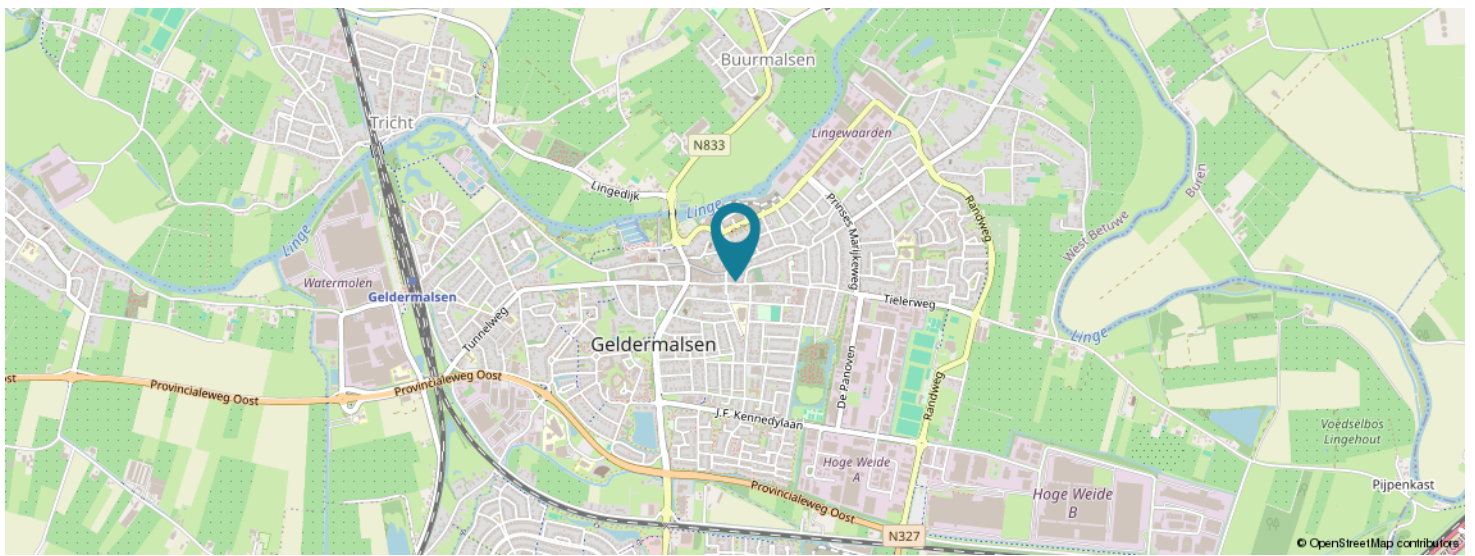 Buurmalsen
Tricht
Lingewaarden
N833
Buren
Lingedijk
Linge
Prinses Marijkeweg
Randweg
West Betuwe
Linge
Watermolen
Geldermalsen
Tielerweg
Linge
Tunnelweg
Geldermalsen
De Panoven
Provincialeweg Oost
Provincialeweg Oost
ost
Randweg
J.F. Kennedylaan
Voedselbos
Lingehout
Hoge Weide
A
Pijpenkast
Provincialeweg Oost
Hoge Weide
B
N327
© OpenStreetMap contributors